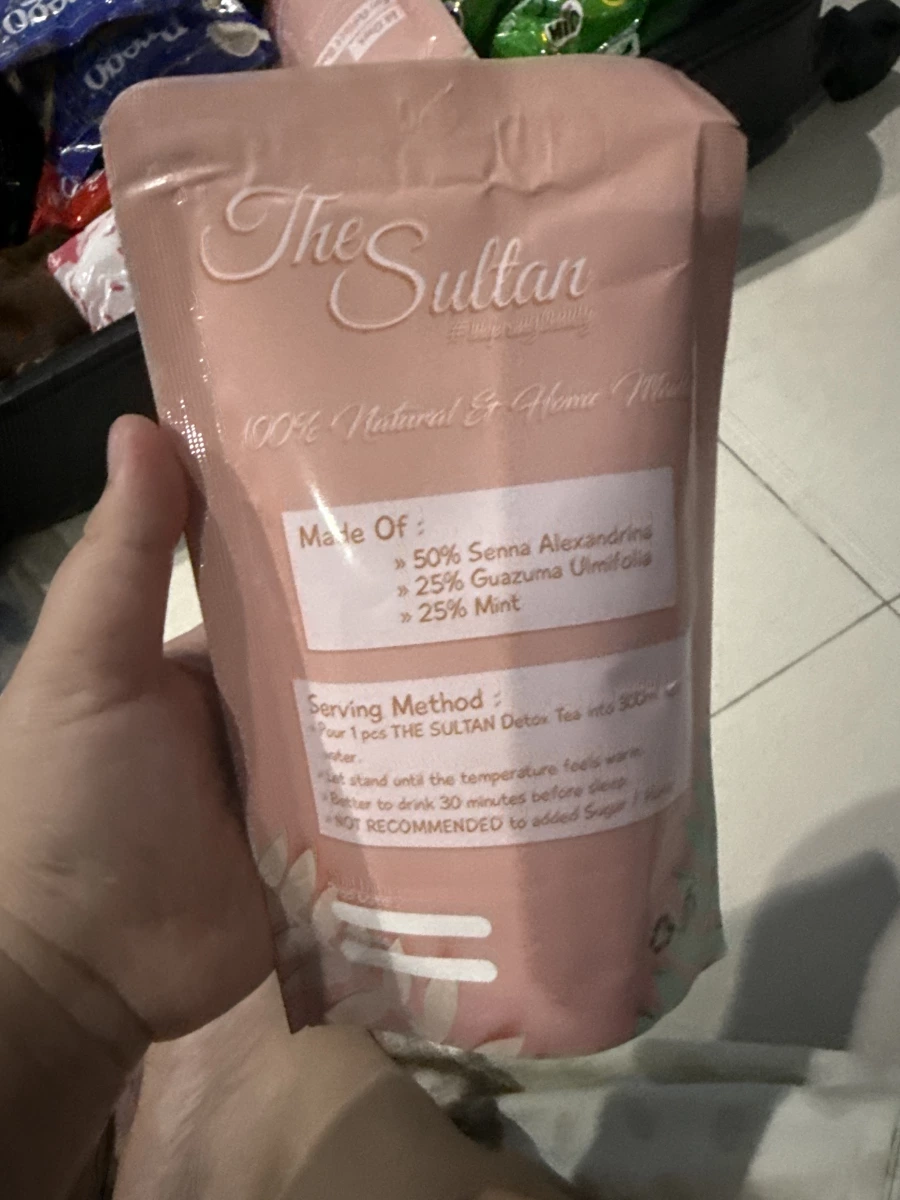 The
Sultan
100% Natural & Home
Made Of :
» 50% Senna Alexandrina
» 25% Guazuma Ulmifolia
» 25% Mint
Serving Method :
Pour 1 pcs THE SULTAN Detox Tea into 300ml
water.
Let stand until the temperature feels warm
Better to drink 30 minutes before sleep
NOT RECOMMENDED to added Sugar /